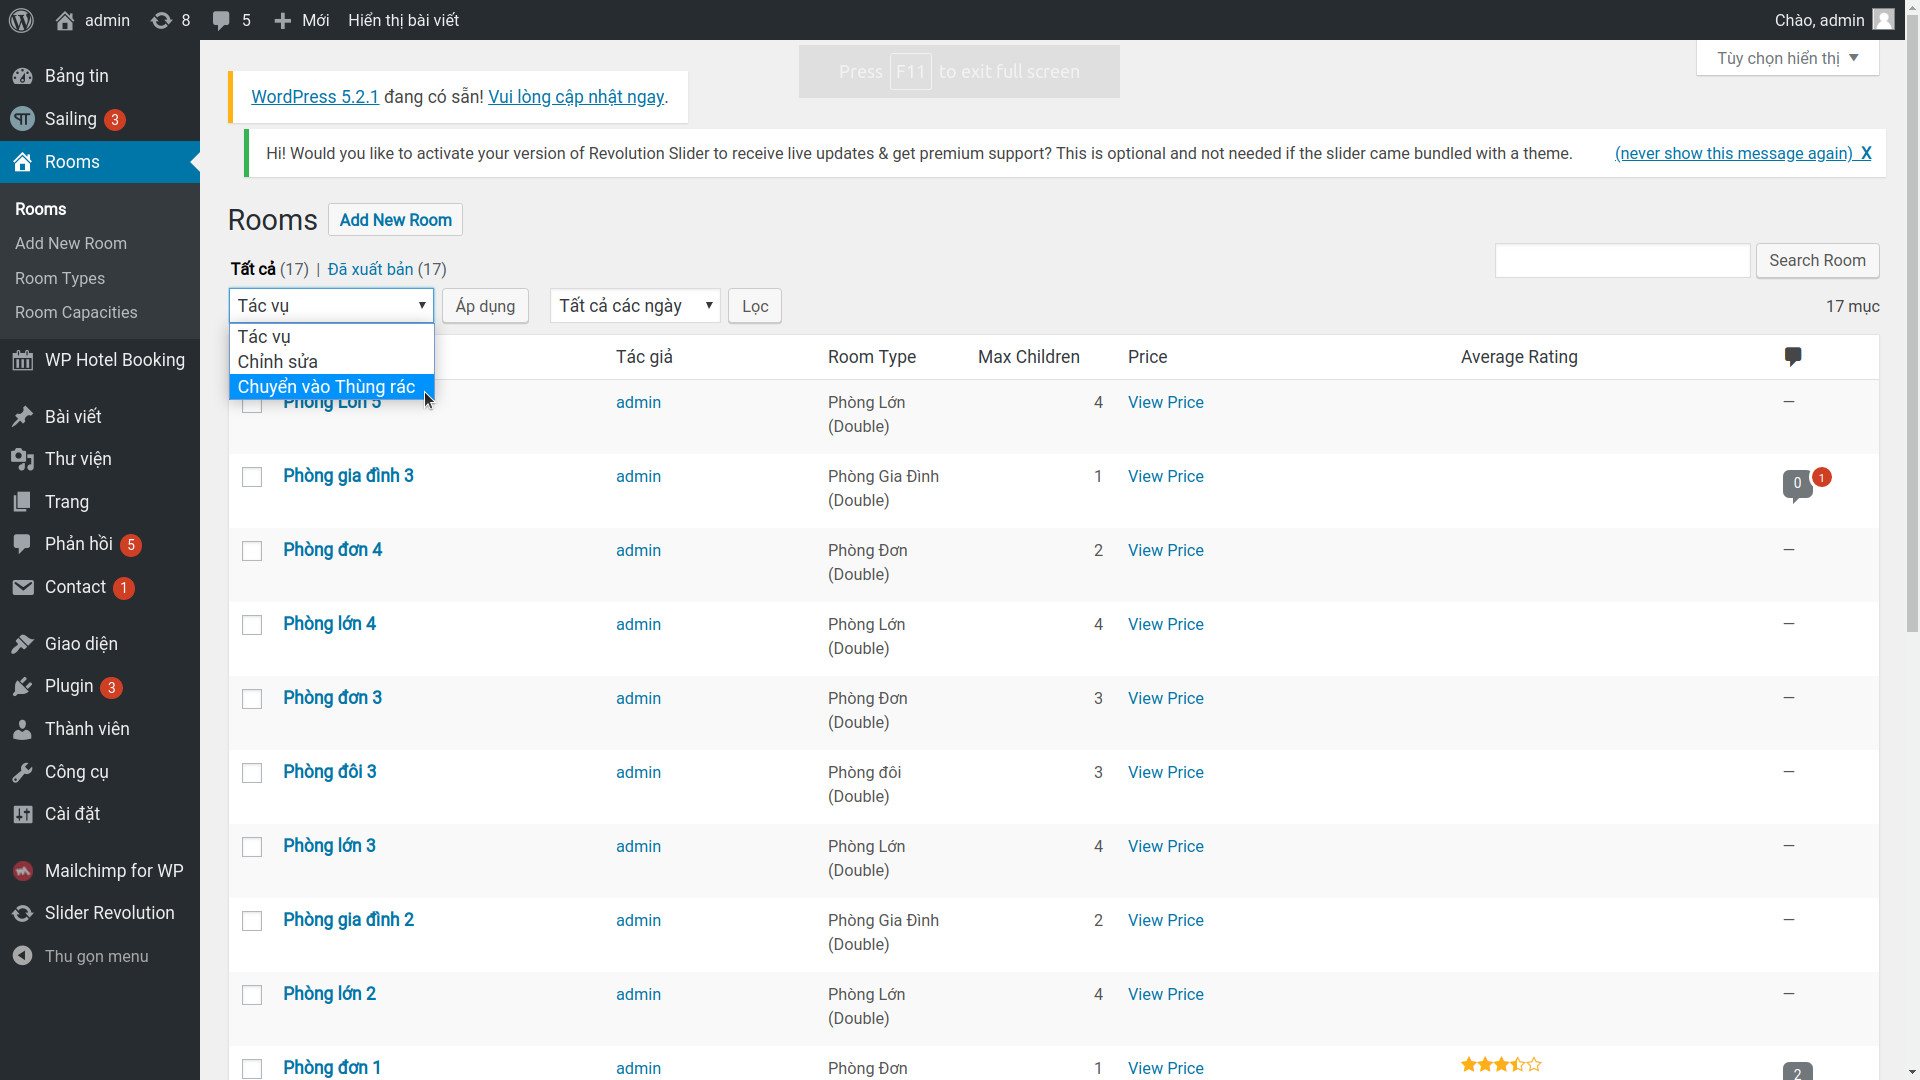 admin 8 5 Mới Hiển thị bài viết Chào, admin
Press F11 to exit full screen
Tùy chọn hiển thị
Bảng tin
Sailing 3
Rooms
Rooms
Add New Room
Room Types
Room Capacities
WP Hotel Booking
Bài viết
Thư viện
Trang
Phản hồi 5
Contact 1
Giao diện
Plugin 3
Thành viên
Công cụ
Cài đặt
Mailchimp for WP
Slider Revolution
Thu gọn menu
WordPress 5.2.1 đang có sẵn! Vui lòng cập nhật ngay.
Hi! Would you like to activate your version of Revolution Slider to receive live updates & get premium support? This is optional and not needed if the slider came bundled with a theme. (never show this message again) X
Rooms Add New Room
Tất cả (17) | Đã xuất bản (17)
Search Room
Tác vụ Áp dụng Tất cả các ngày Lọc 17 mục
Tác vụ
Chỉnh sửa
Chuyển vào Thùng rác
Tác giả Room Type Max Children Price Average Rating
Phòng Lớn 5 admin Phòng Lớn 4 View Price —
(Double)
Phòng gia đình 3 admin Phòng Gia Đình 1 View Price 0 1
(Double)
Phòng đơn 4 admin Phòng Đơn 2 View Price —
(Double)
Phòng lớn 4 admin Phòng Lớn 4 View Price —
(Double)
Phòng đơn 3 admin Phòng Đơn 3 View Price —
(Double)
Phòng đôi 3 admin Phòng đôi 3 View Price —
(Double)
Phòng lớn 3 admin Phòng Lớn 4 View Price —
(Double)
Phòng gia đình 2 admin Phòng Gia Đình 2 View Price —
(Double)
Phòng lớn 2 admin Phòng Lớn 4 View Price —
(Double)
Phòng đơn 1 admin Phòng Đơn 1 View Price 2